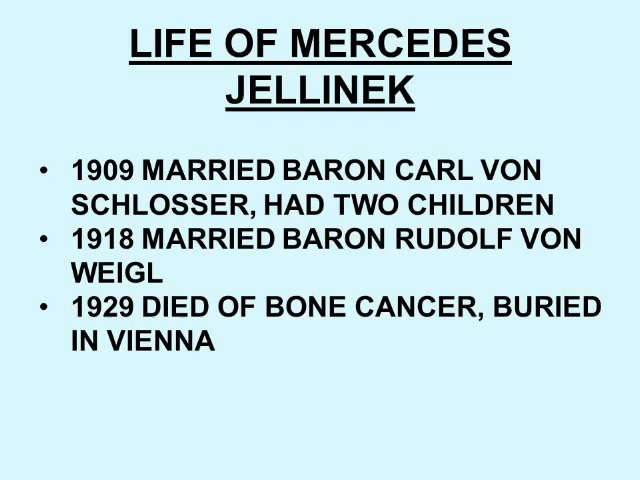 LIFE OF MERCEDES
JELLINEK
• 1909 MARRIED BARON CARL VON
SCHLOSSER, HAD TWO CHILDREN
• 1918 MARRIED BARON RUDOLF VON
WEIGL
• 1929 DIED OF BONE CANCER, BURIED
IN VIENNA